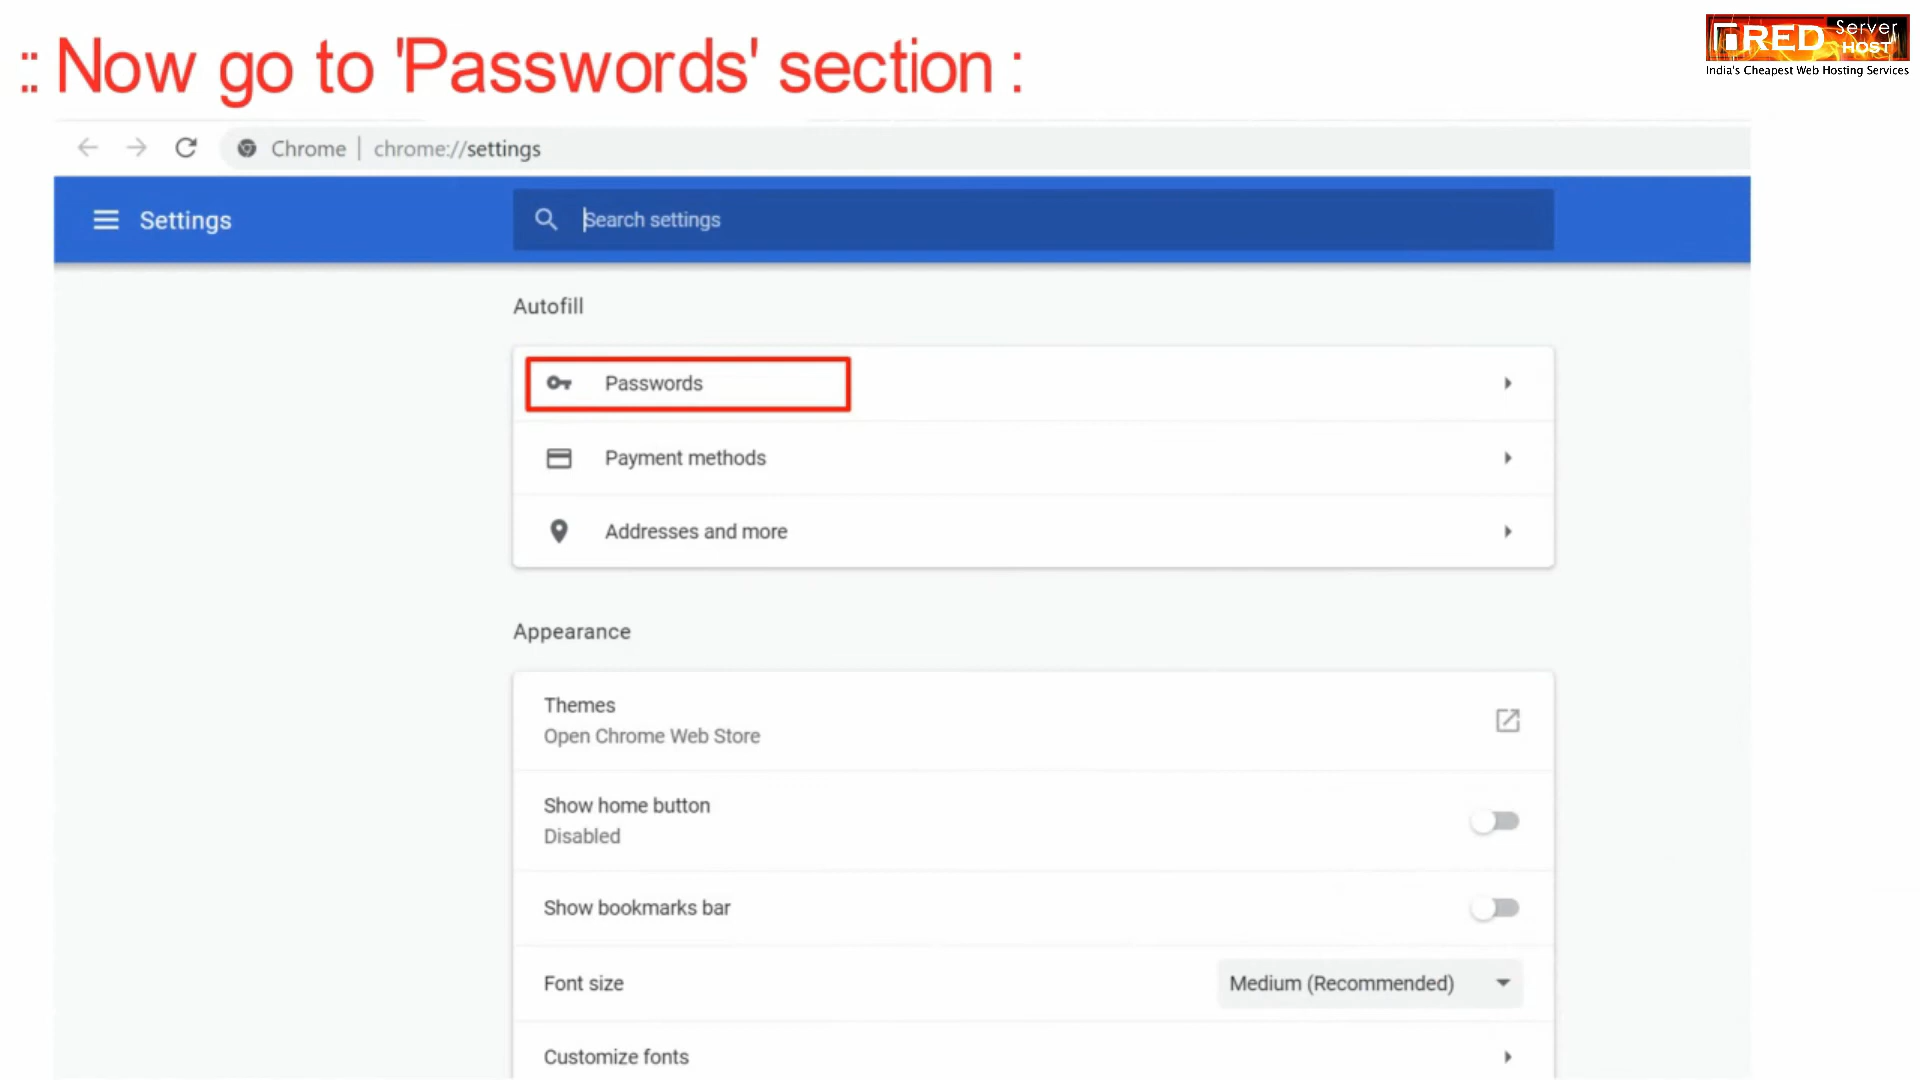 :: Now go to 'Passwords' section :
RED Server HOST
India's Cheapest Web Hosting Services
Chrome | chrome://settings
Settings
Search settings
Autofill
Passwords
Payment methods
Addresses and more
Appearance
Themes
Open Chrome Web Store
Show home button
Disabled
Show bookmarks bar
Font size
Medium (Recommended)
Customize fonts